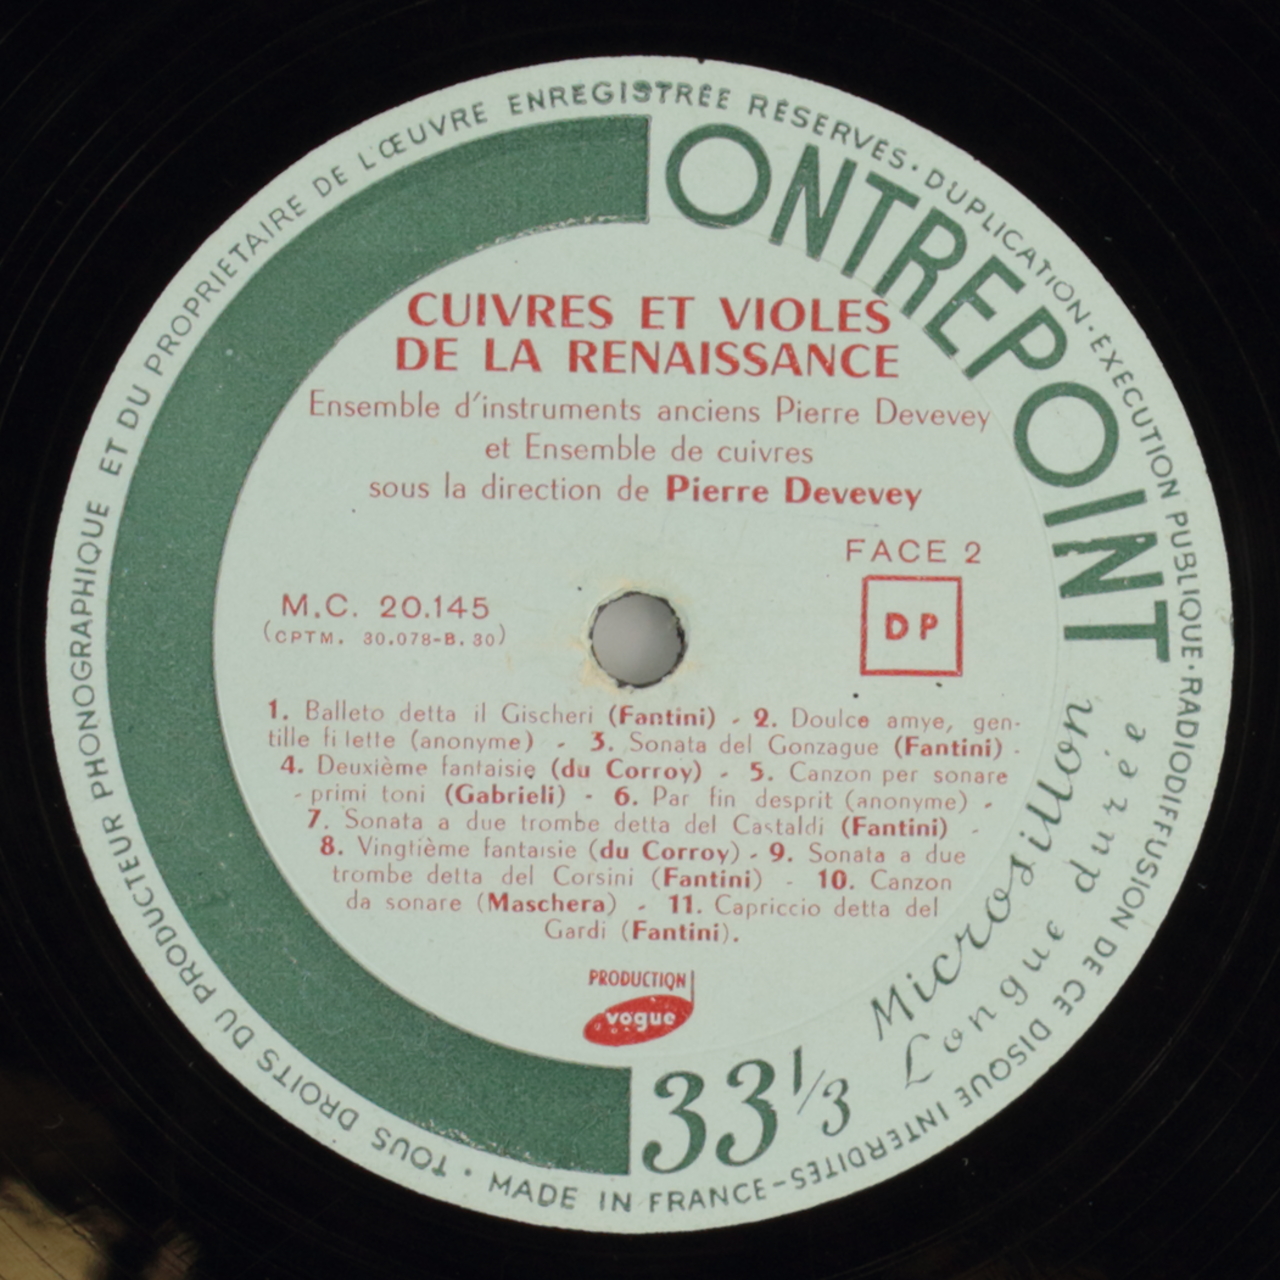 TOUS DROITS DU PRODUCTEUR PHONOGRAPHIQUE ET DU PROPRIETAIRE DE L'ŒUVRE ENREGISTRÉE RÉSERVÉS · DUPLICATION · EXECUTION PUBLIQUE · RADIODIFFUSION DE CE DISQUE INTERDITES - MADE IN FRANCE ·
CONTREPOINT
CUIVRES ET VIOLES
DE LA RENAISSANCE
Ensemble d'instruments anciens Pierre Devevey
et Ensemble de cuivres
sous la direction de Pierre Devevey
FACE 2
M.C. 20.145
(CPTM. 30.078-B. 30)
DP
1. Balleto detta il Gischeri (Fantini) - 2. Doulce amye, gen-
tille filette (anonyme) - 3. Sonata del Gonzague (Fantini) -
4. Deuxième fantaisie (du Corroy) - 5. Canzon per sonare
- primi toni (Gabrieli) - 6. Par fin desprit (anonyme) -
7. Sonata a due trombe detta del Castaldi (Fantini) -
8. Vingtième fantaisie (du Corroy) - 9. Sonata a due
trombe detta del Corsini (Fantini) - 10. Canzon
da sonare (Maschera) - 11. Capriccio detta del
Gardi (Fantini).
PRODUCTION
vogue
33 1/3
Microsillon
Longue durée